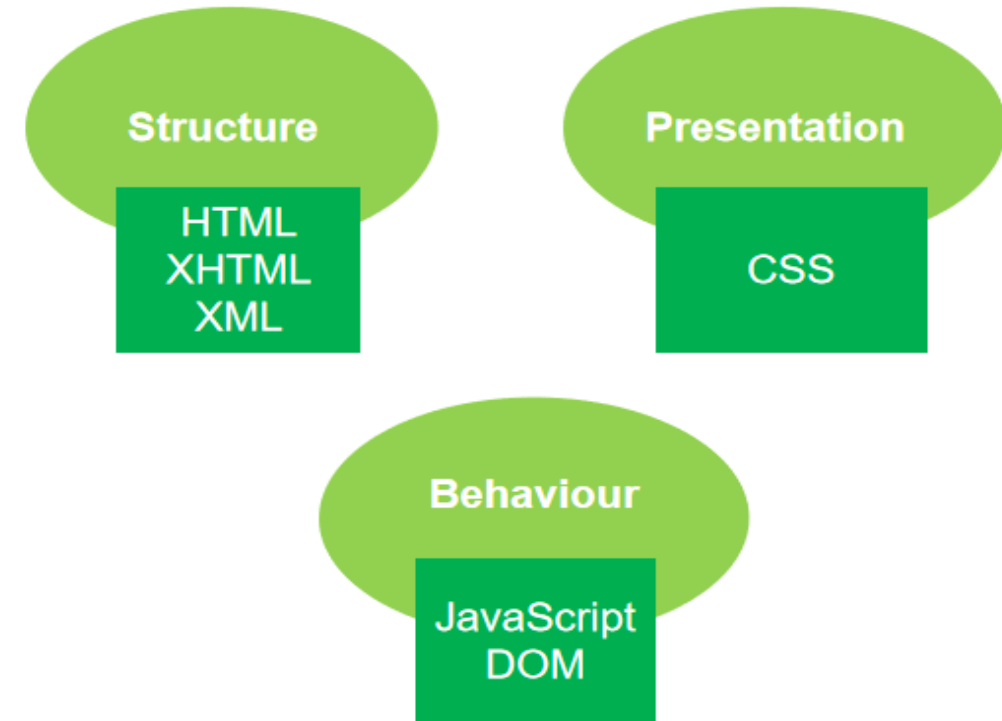 Structure
HTML
XHTML
XML
Presentation
CSS
Behaviour
JavaScript
DOM